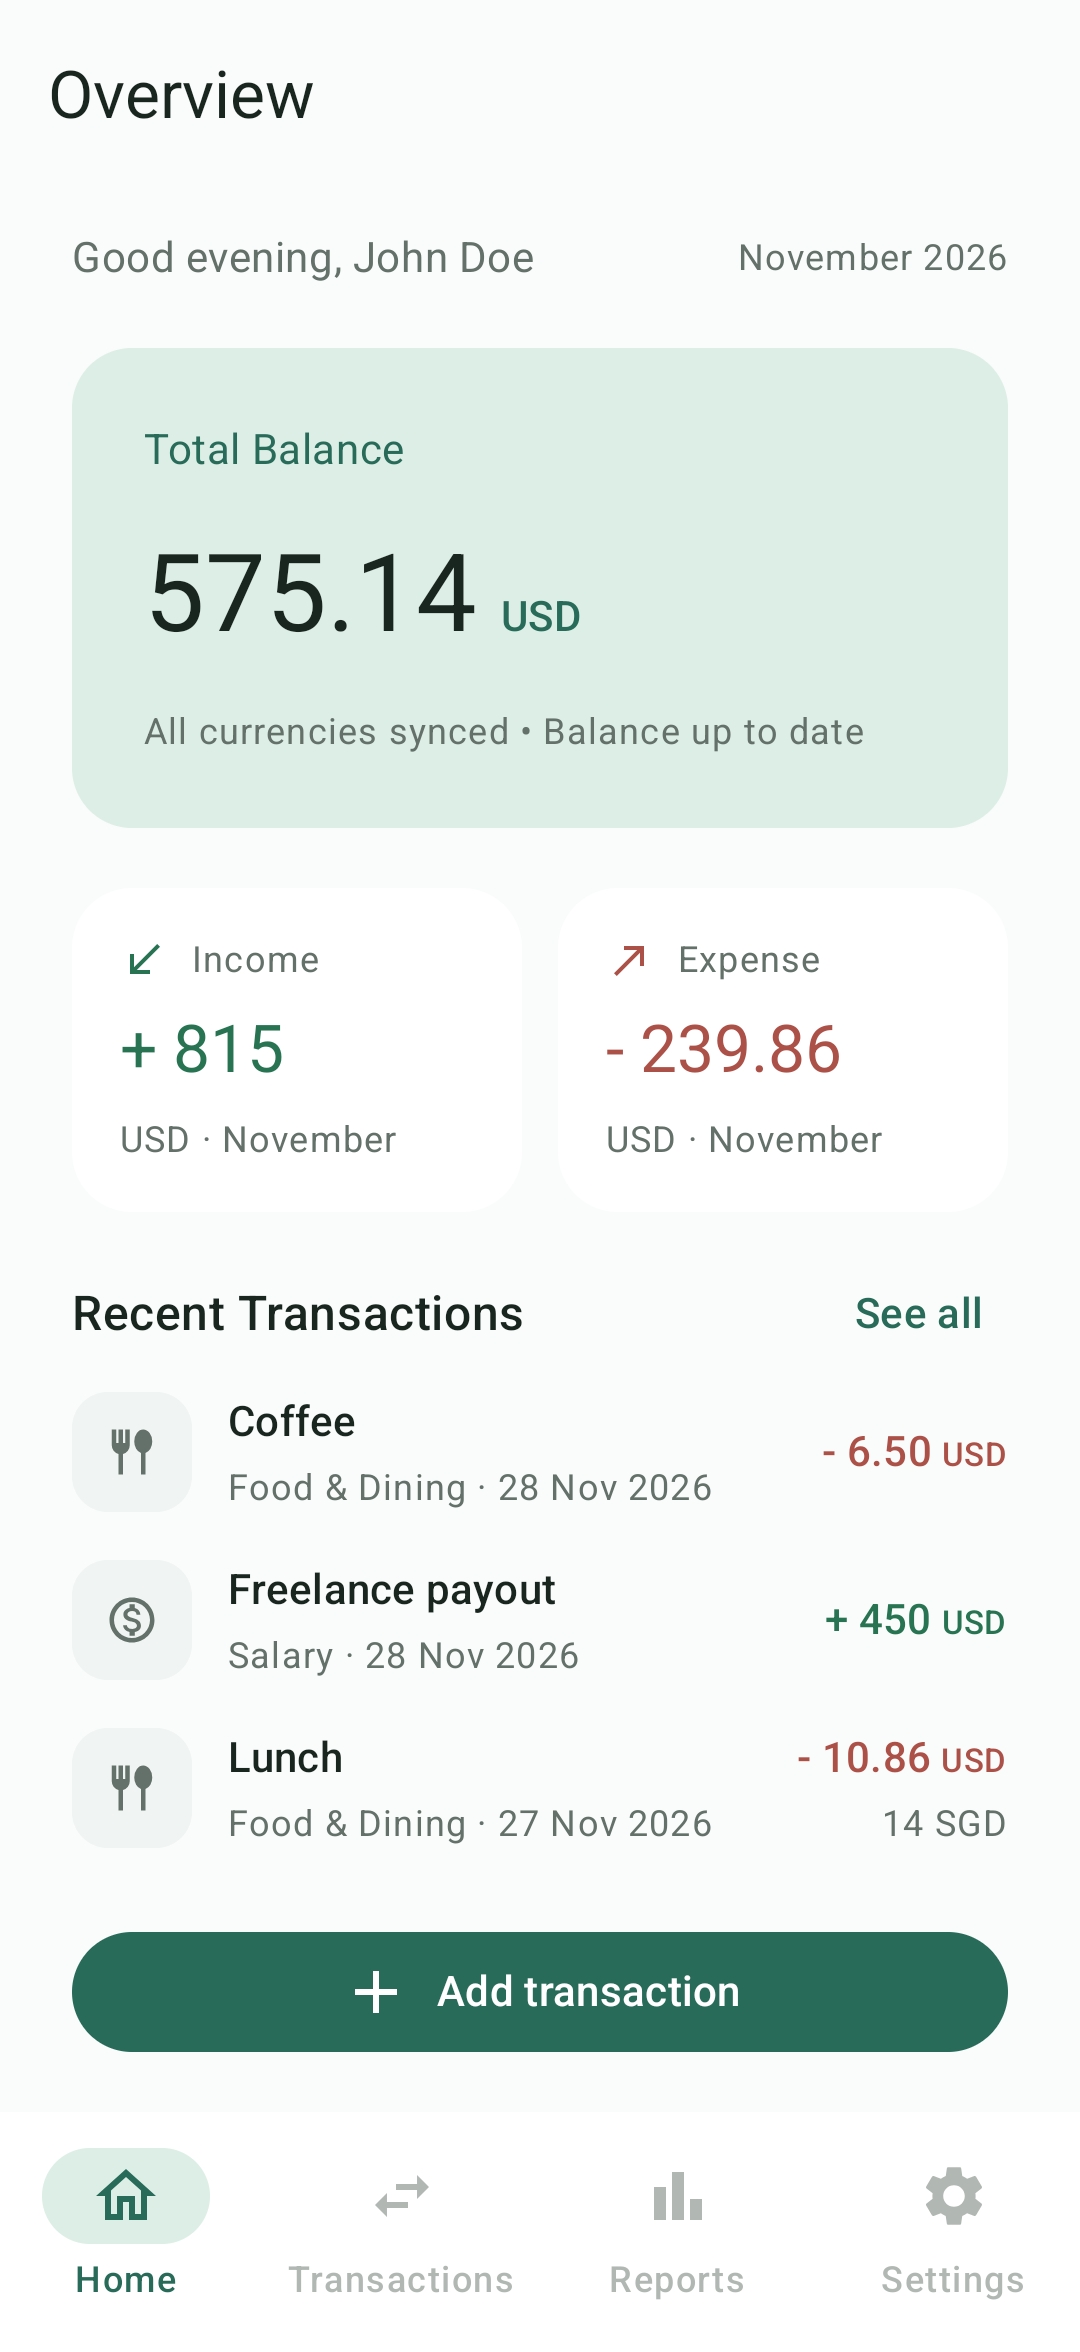 Overview
Good evening, John Doe
November 2026
Total Balance
575.14 USD
All currencies synced • Balance up to date
Income
+ 815
USD · November
Expense
- 239.86
USD · November
Recent Transactions
See all
Coffee
Food & Dining · 28 Nov 2026
- 6.50 USD
Freelance payout
Salary · 28 Nov 2026
+ 450 USD
Lunch
Food & Dining · 27 Nov 2026
- 10.86 USD
14 SGD
Add transaction
Home
Transactions
Reports
Settings